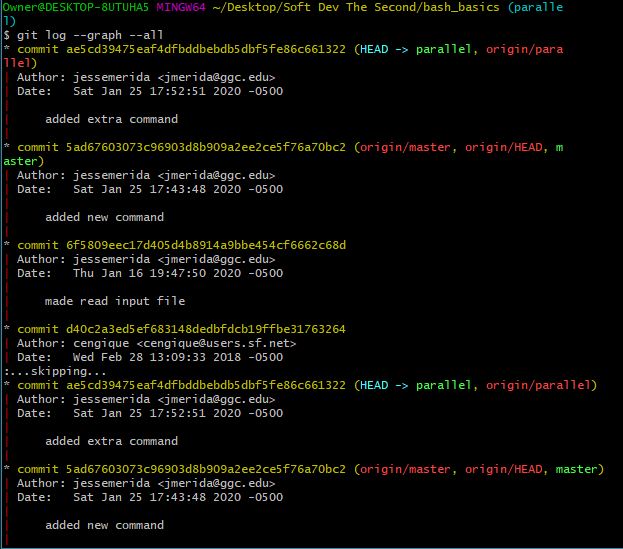 Owner@DESKTOP-8UTUHA5 MINGW64 ~/Desktop/Soft Dev The Second/bash_basics (paralle
l)
$ git log --graph --all
* commit ae5cd39475eaf4dfbddbebdb5dbf5fe86c661322 (HEAD -> parallel, origin/para
llel)
| Author: jessemerida <jmerida@ggc.edu>
| Date:   Sat Jan 25 17:52:51 2020 -0500
|
|     added extra command
|
* commit 5ad67603073c96903d8b909a2ee2ce5f76a70bc2 (origin/master, origin/HEAD, m
aster)
| Author: jessemerida <jmerida@ggc.edu>
| Date:   Sat Jan 25 17:43:48 2020 -0500
|
|     added new command
|
* commit 6f5809eec17d405d4b8914a9bbe454cf6662c68d
| Author: jessemerida <jmerida@ggc.edu>
| Date:   Thu Jan 16 19:47:50 2020 -0500
|
|     made read input file
|
* commit d40c2a3ed5ef683148dedbfdcb19ffbe31763264
| Author: cengique <cengique@users.sf.net>
| Date:   Wed Feb 28 13:09:33 2018 -0500
:...skipping...
* commit ae5cd39475eaf4dfbddbebdb5dbf5fe86c661322 (HEAD -> parallel, origin/parallel)
| Author: jessemerida <jmerida@ggc.edu>
| Date:   Sat Jan 25 17:52:51 2020 -0500
|
|     added extra command
|
* commit 5ad67603073c96903d8b909a2ee2ce5f76a70bc2 (origin/master, origin/HEAD, master)
| Author: jessemerida <jmerida@ggc.edu>
| Date:   Sat Jan 25 17:43:48 2020 -0500
|
|     added new command
|